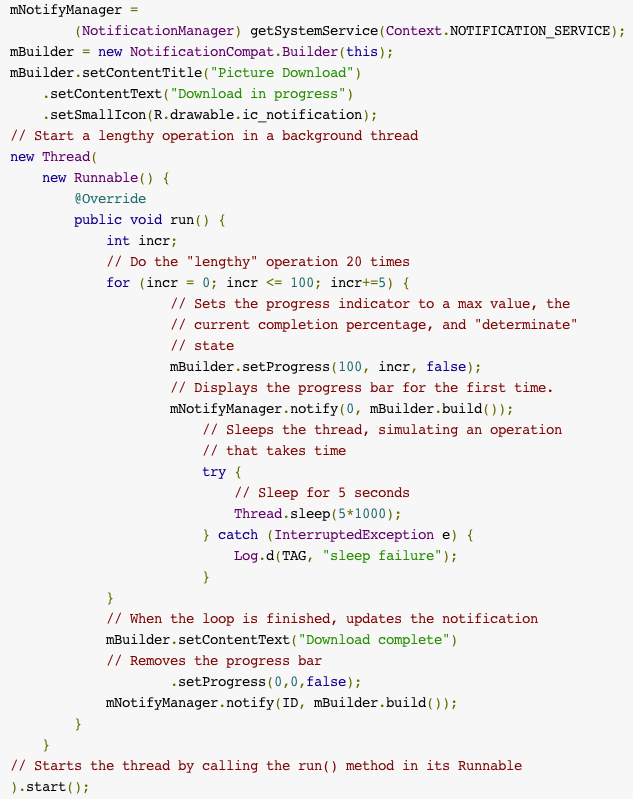 mNotifyManager =
        (NotificationManager) getSystemService(Context.NOTIFICATION_SERVICE);
mBuilder = new NotificationCompat.Builder(this);
mBuilder.setContentTitle("Picture Download")
    .setContentText("Download in progress")
    .setSmallIcon(R.drawable.ic_notification);
// Start a lengthy operation in a background thread
new Thread(
    new Runnable() {
        @Override
        public void run() {
            int incr;
            // Do the "lengthy" operation 20 times
            for (incr = 0; incr <= 100; incr+=5) {
                    // Sets the progress indicator to a max value, the
                    // current completion percentage, and "determinate"
                    // state
                    mBuilder.setProgress(100, incr, false);
                    // Displays the progress bar for the first time.
                    mNotifyManager.notify(0, mBuilder.build());
                        // Sleeps the thread, simulating an operation
                        // that takes time
                        try {
                            // Sleep for 5 seconds
                            Thread.sleep(5*1000);
                        } catch (InterruptedException e) {
                            Log.d(TAG, "sleep failure");
                        }
            }
            // When the loop is finished, updates the notification
            mBuilder.setContentText("Download complete")
            // Removes the progress bar
                    .setProgress(0,0,false);
            mNotifyManager.notify(ID, mBuilder.build());
        }
    }
// Starts the thread by calling the run() method in its Runnable
).start();